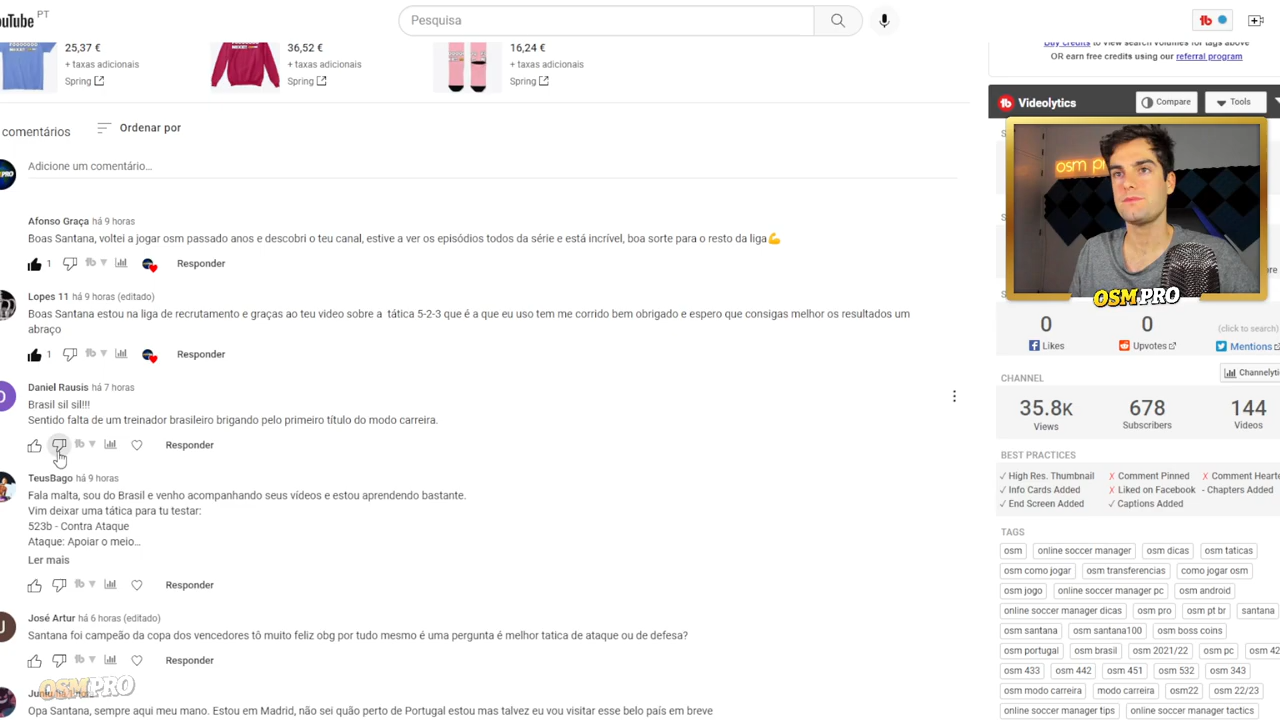 ouTube PT
Pesquisa
25,37 €
+ taxas adicionais
Spring
36,52 €
+ taxas adicionais
Spring
16,24 €
+ taxas adicionais
Spring
Buy credits to view search volumes for tags above
OR earn free credits using our referral program
comentários
Ordenar por
Adicione um comentário...
Afonso Graça há 9 horas
Boas Santana, voltei a jogar osm passado anos e descobri o teu canal, estive a ver os episódios todos da série e está incrível, boa sorte para o resto da liga💪
1 Responder
Lopes 11 há 9 horas (editado)
Boas Santana estou na liga de recrutamento e graças ao teu video sobre a tática 5-2-3 que é a que eu uso tem me corrido bem obrigado e espero que consigas melhor os resultados um
abraço
1 Responder
Daniel Rausis há 7 horas
Brasil sil sil!!!
Sentido falta de um treinador brasileiro brigando pelo primeiro título do modo carreira.
Responder
TeusBago há 9 horas
Fala malta, sou do Brasil e venho acompanhando seus vídeos e estou aprendendo bastante.
Vim deixar uma tática para tu testar:
523b - Contra Ataque
Ataque: Apoiar o meio...
Ler mais
Responder
José Artur há 6 horas (editado)
Santana foi campeão da copa dos vencedores tô muito feliz obg por tudo mesmo é uma pergunta é melhor tatica de ataque ou de defesa?
Responder
OSM PRO
Opa Santana, sempre aqui meu mano. Estou em Madrid, não sei quão perto de Portugal estou mas talvez eu vou visitar esse belo país em breve
Videolytics
Compare
Tools
osm pr
OSM.PRO
0
Likes
0
Upvotes
(click to search)
Mentions
CHANNEL
Channelyti
35.8K
Views
678
Subscribers
144
Videos
BEST PRACTICES
✓ High Res. Thumbnail ✗ Comment Pinned ✗ Comment Hearte
✓ Info Cards Added ✗ Liked on Facebook - Chapters Added
✓ End Screen Added ✓ Captions Added
TAGS
osm online soccer manager osm dicas osm taticas
osm como jogar osm transferencias como jogar osm
osm jogo online soccer manager pc osm android
online soccer manager dicas osm pro osm pt br santana
osm santana osm santana100 osm boss coins
osm portugal osm brasil osm 2021/22 osm pc osm 42
osm 433 osm 442 osm 451 osm 532 osm 343
osm modo carreira modo carreira osm22 osm 22/23
online soccer manager tips online soccer manager tactics